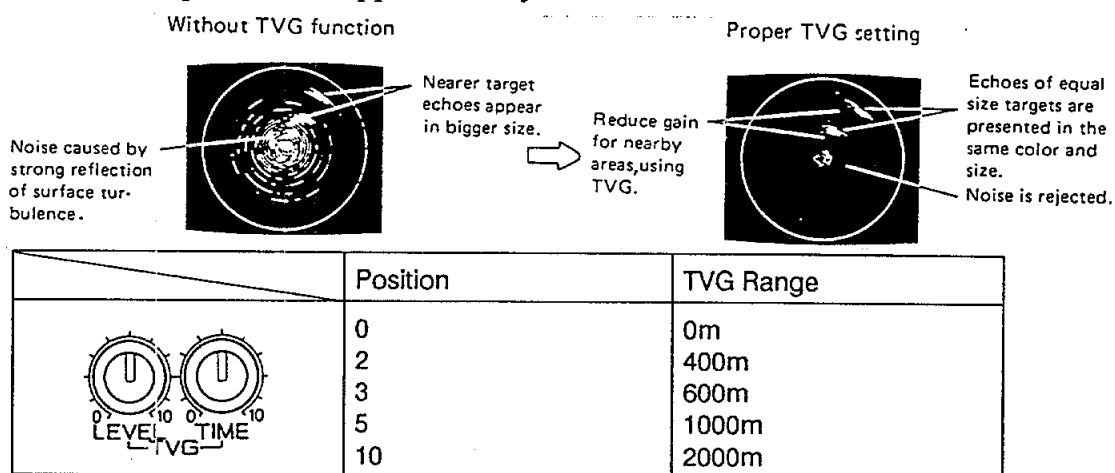 Without TVG function
Proper TVG setting
Nearer target
echoes appear
in bigger size.
Noise caused by
strong reflection
of surface tur-
bulence.
Reduce gain
for nearby
areas,using
TVG.
Echoes of equal
size targets are
presented in the
same color and
size.
Noise is rejected.
Position TVG Range
0 0m
2 400m
3 600m
5 1000m
10 2000m
0 10 0 10
LEVEL TIME
TVG